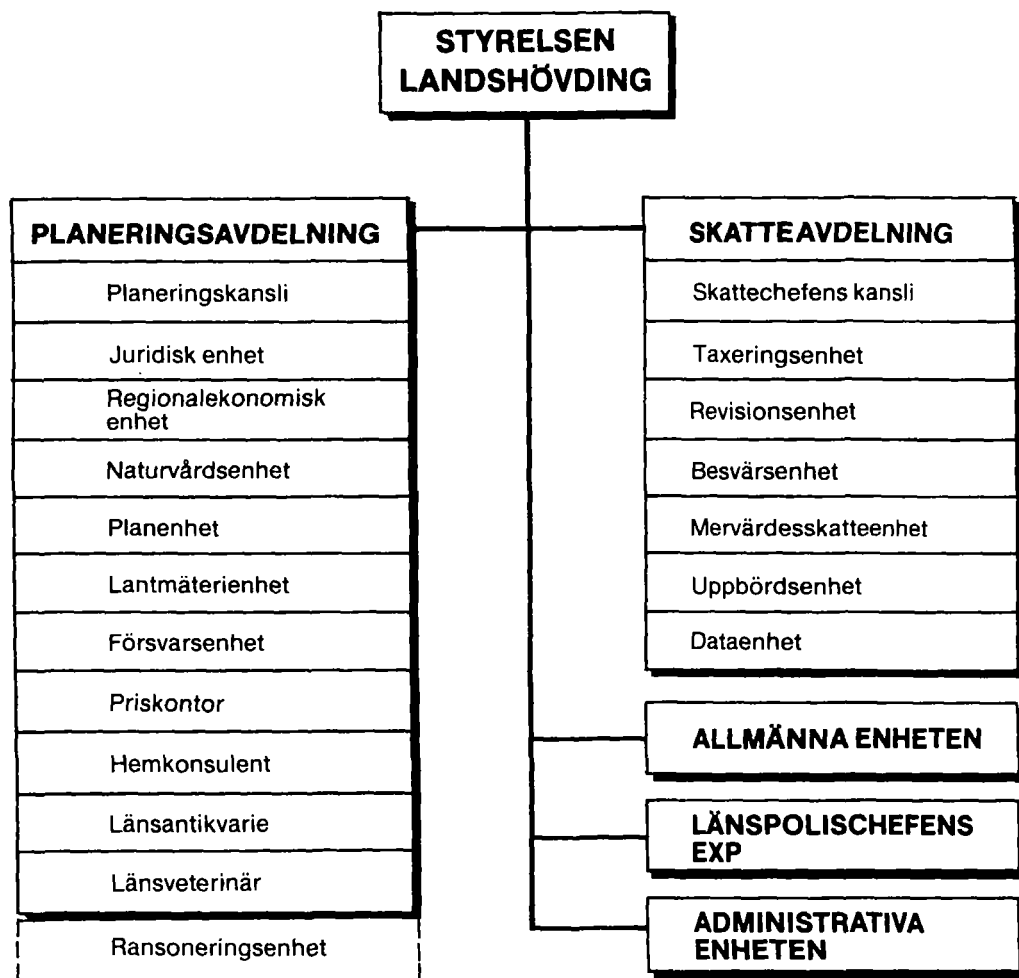 STYRELSEN
LANDSHÖVDING
PLANERINGSAVDELNING
Planeringskansli
Juridisk enhet
Regionalekonomisk
enhet
Naturvårdsenhet
Planenhet
Lantmäterienhet
Försvarsenhet
Priskontor
Hemkonsulent
Länsantikvarie
Länsveterinär
Ransoneringsenhet
SKATTEAVDELNING
Skattechefens kansli
Taxeringsenhet
Revisionsenhet
Besvärsenhet
Mervärdesskatteenhet
Uppbördsenhet
Dataenhet
ALLMÄNNA ENHETEN
LÄNSPOLISCHEFENS
EXP
ADMINISTRATIVA
ENHETEN